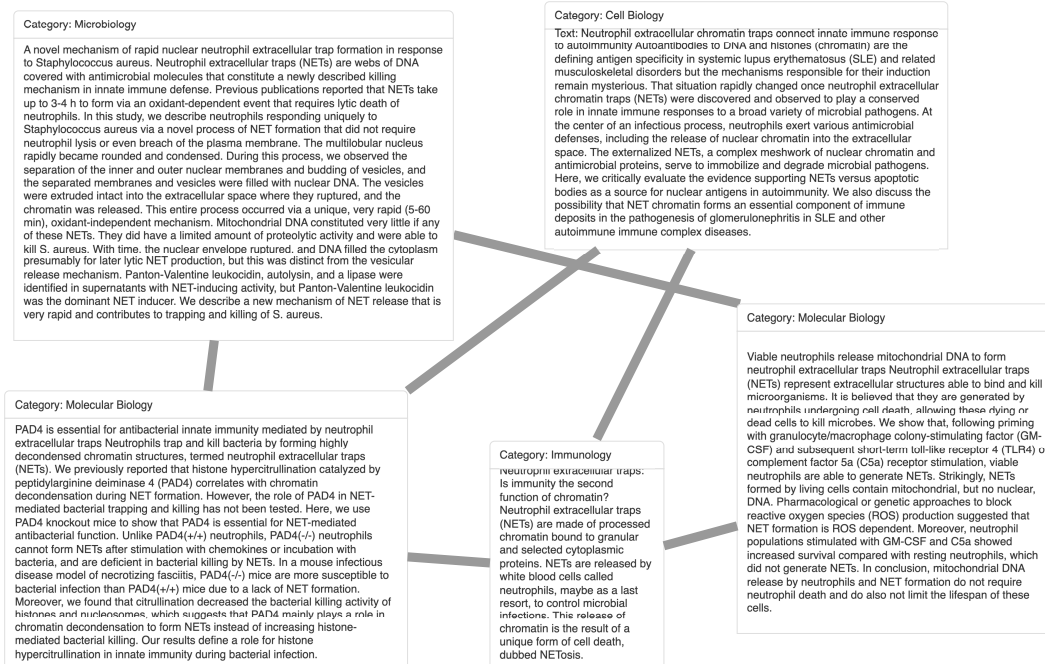 Category: Microbiology
A novel mechanism of rapid nuclear neutrophil extracellular trap formation in response
to Staphylococcus aureus. Neutrophil extracellular traps (NETs) are webs of DNA
covered with antimicrobial molecules that constitute a newly described killing
mechanism in innate immune defense. Previous publications reported that NETs take
up to 3-4 h to form via an oxidant-dependent event that requires lytic death of
neutrophils. In this study, we describe neutrophils responding uniquely to
Staphylococcus aureus via a novel process of NET formation that did not require
neutrophil lysis or even breach of the plasma membrane. The multilobular nucleus
rapidly became rounded and condensed. During this process, we observed the
separation of the inner and outer nuclear membranes and budding of vesicles, and
the separated membranes and vesicles were filled with nuclear DNA. The vesicles
were extruded intact into the extracellular space where they ruptured, and the
chromatin was released. This entire process occurred via a unique, very rapid (5-60
min), oxidant-independent mechanism. Mitochondrial DNA constituted very little if any
of these NETs. They did have a limited amount of proteolytic activity and were able to
kill S. aureus. With time, the nuclear envelope ruptured, and DNA filled the cytoplasm
presumably for later lytic NET production, but this was distinct from the vesicular
release mechanism. Panton-Valentine leukocidin, autolysin, and a lipase were
identified in supernatants with NET-inducing activity, but Panton-Valentine leukocidin
was the dominant NET inducer. We describe a new mechanism of NET release that is
very rapid and contributes to trapping and killing of S. aureus.
Category: Cell Biology
Text: Neutrophil extracellular chromatin traps connect innate immune response
to autoimmunity Autoantibodies to DNA and histones (chromatin) are the
defining antigen specificity in systemic lupus erythematosus (SLE) and related
musculoskeletal disorders but the mechanisms responsible for their induction
remain mysterious. That situation rapidly changed once neutrophil extracellular
chromatin traps (NETs) were discovered and observed to play a conserved
role in innate immune responses to a broad variety of microbial pathogens. At
the center of an infectious process, neutrophils exert various antimicrobial
defenses, including the release of nuclear chromatin into the extracellular
space. The externalized NETs, a complex meshwork of nuclear chromatin and
antimicrobial proteins, serve to immobilize and degrade microbial pathogens.
Here, we critically evaluate the evidence supporting NETs versus apoptotic
bodies as a source for nuclear antigens in autoimmunity. We also discuss the
possibility that NET chromatin forms an essential component of immune
deposits in the pathogenesis of glomerulonephritis in SLE and other
autoimmune immune complex diseases.
Category: Molecular Biology
Viable neutrophils release mitochondrial DNA to form
neutrophil extracellular traps Neutrophil extracellular traps
(NETs) represent extracellular structures able to bind and kill
microorganisms. It is believed that they are generated by
neutrophils undergoing cell death, allowing these dying or
dead cells to kill microbes. We show that, following priming
with granulocyte/macrophage colony-stimulating factor (GM-
CSF) and subsequent short-term toll-like receptor 4 (TLR4) o
complement factor 5a (C5a) receptor stimulation, viable
neutrophils are able to generate NETs. Strikingly, NETs
formed by living cells contain mitochondrial, but no nuclear,
DNA. Pharmacological or genetic approaches to block
reactive oxygen species (ROS) production suggested that
NET formation is ROS dependent. Moreover, neutrophil
populations stimulated with GM-CSF and C5a showed
increased survival compared with resting neutrophils, which
did not generate NETs. In conclusion, mitochondrial DNA
release by neutrophils and NET formation do not require
neutrophil death and do also not limit the lifespan of these
cells.
Category: Molecular Biology
PAD4 is essential for antibacterial innate immunity mediated by neutrophil
extracellular traps Neutrophils trap and kill bacteria by forming highly
decondensed chromatin structures, termed neutrophil extracellular traps
(NETs). We previously reported that histone hypercitrullination catalyzed by
peptidylarginine deiminase 4 (PAD4) correlates with chromatin
decondensation during NET formation. However, the role of PAD4 in NET-
mediated bacterial trapping and killing has not been tested. Here, we use
PAD4 knockout mice to show that PAD4 is essential for NET-mediated
antibacterial function. Unlike PAD4(+/+) neutrophils, PAD4(-/-) neutrophils
cannot form NETs after stimulation with chemokines or incubation with
bacteria, and are deficient in bacterial killing by NETs. In a mouse infectious
disease model of necrotizing fasciitis, PAD4(-/-) mice are more susceptible to
bacterial infection than PAD4(+/+) mice due to a lack of NET formation.
Moreover, we found that citrullination decreased the bacterial killing activity of
histones and nucleosomes, which suggests that PAD4 mainly plays a role in
chromatin decondensation to form NETs instead of increasing histone-
mediated bacterial killing. Our results define a role for histone
hypercitrullination in innate immunity during bacterial infection.
Category: Immunology
Neutrophil extracellular traps:
Is immunity the second
function of chromatin?
Neutrophil extracellular traps
(NETs) are made of processed
chromatin bound to granular
and selected cytoplasmic
proteins. NETs are released by
white blood cells called
neutrophils, maybe as a last
resort, to control microbial
infections. This release of
chromatin is the result of a
unique form of cell death,
dubbed NETosis.